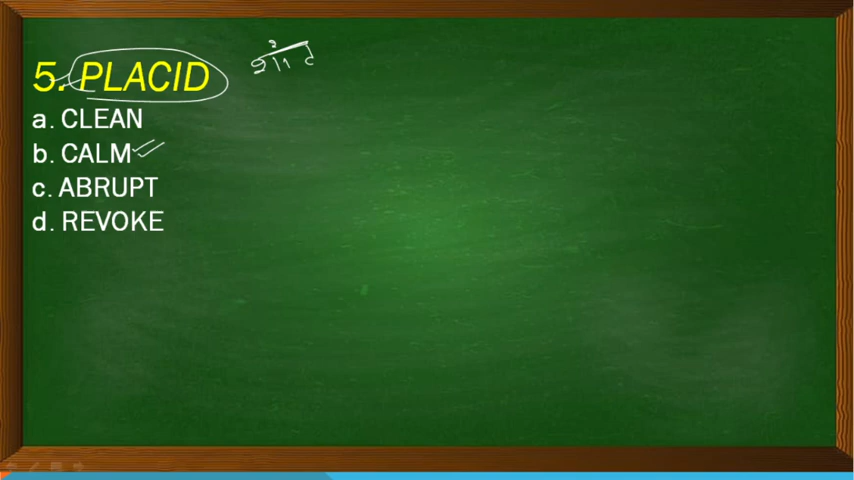 5. PLACID शांत
a. CLEAN
b. CALM
c. ABRUPT
d. REVOKE